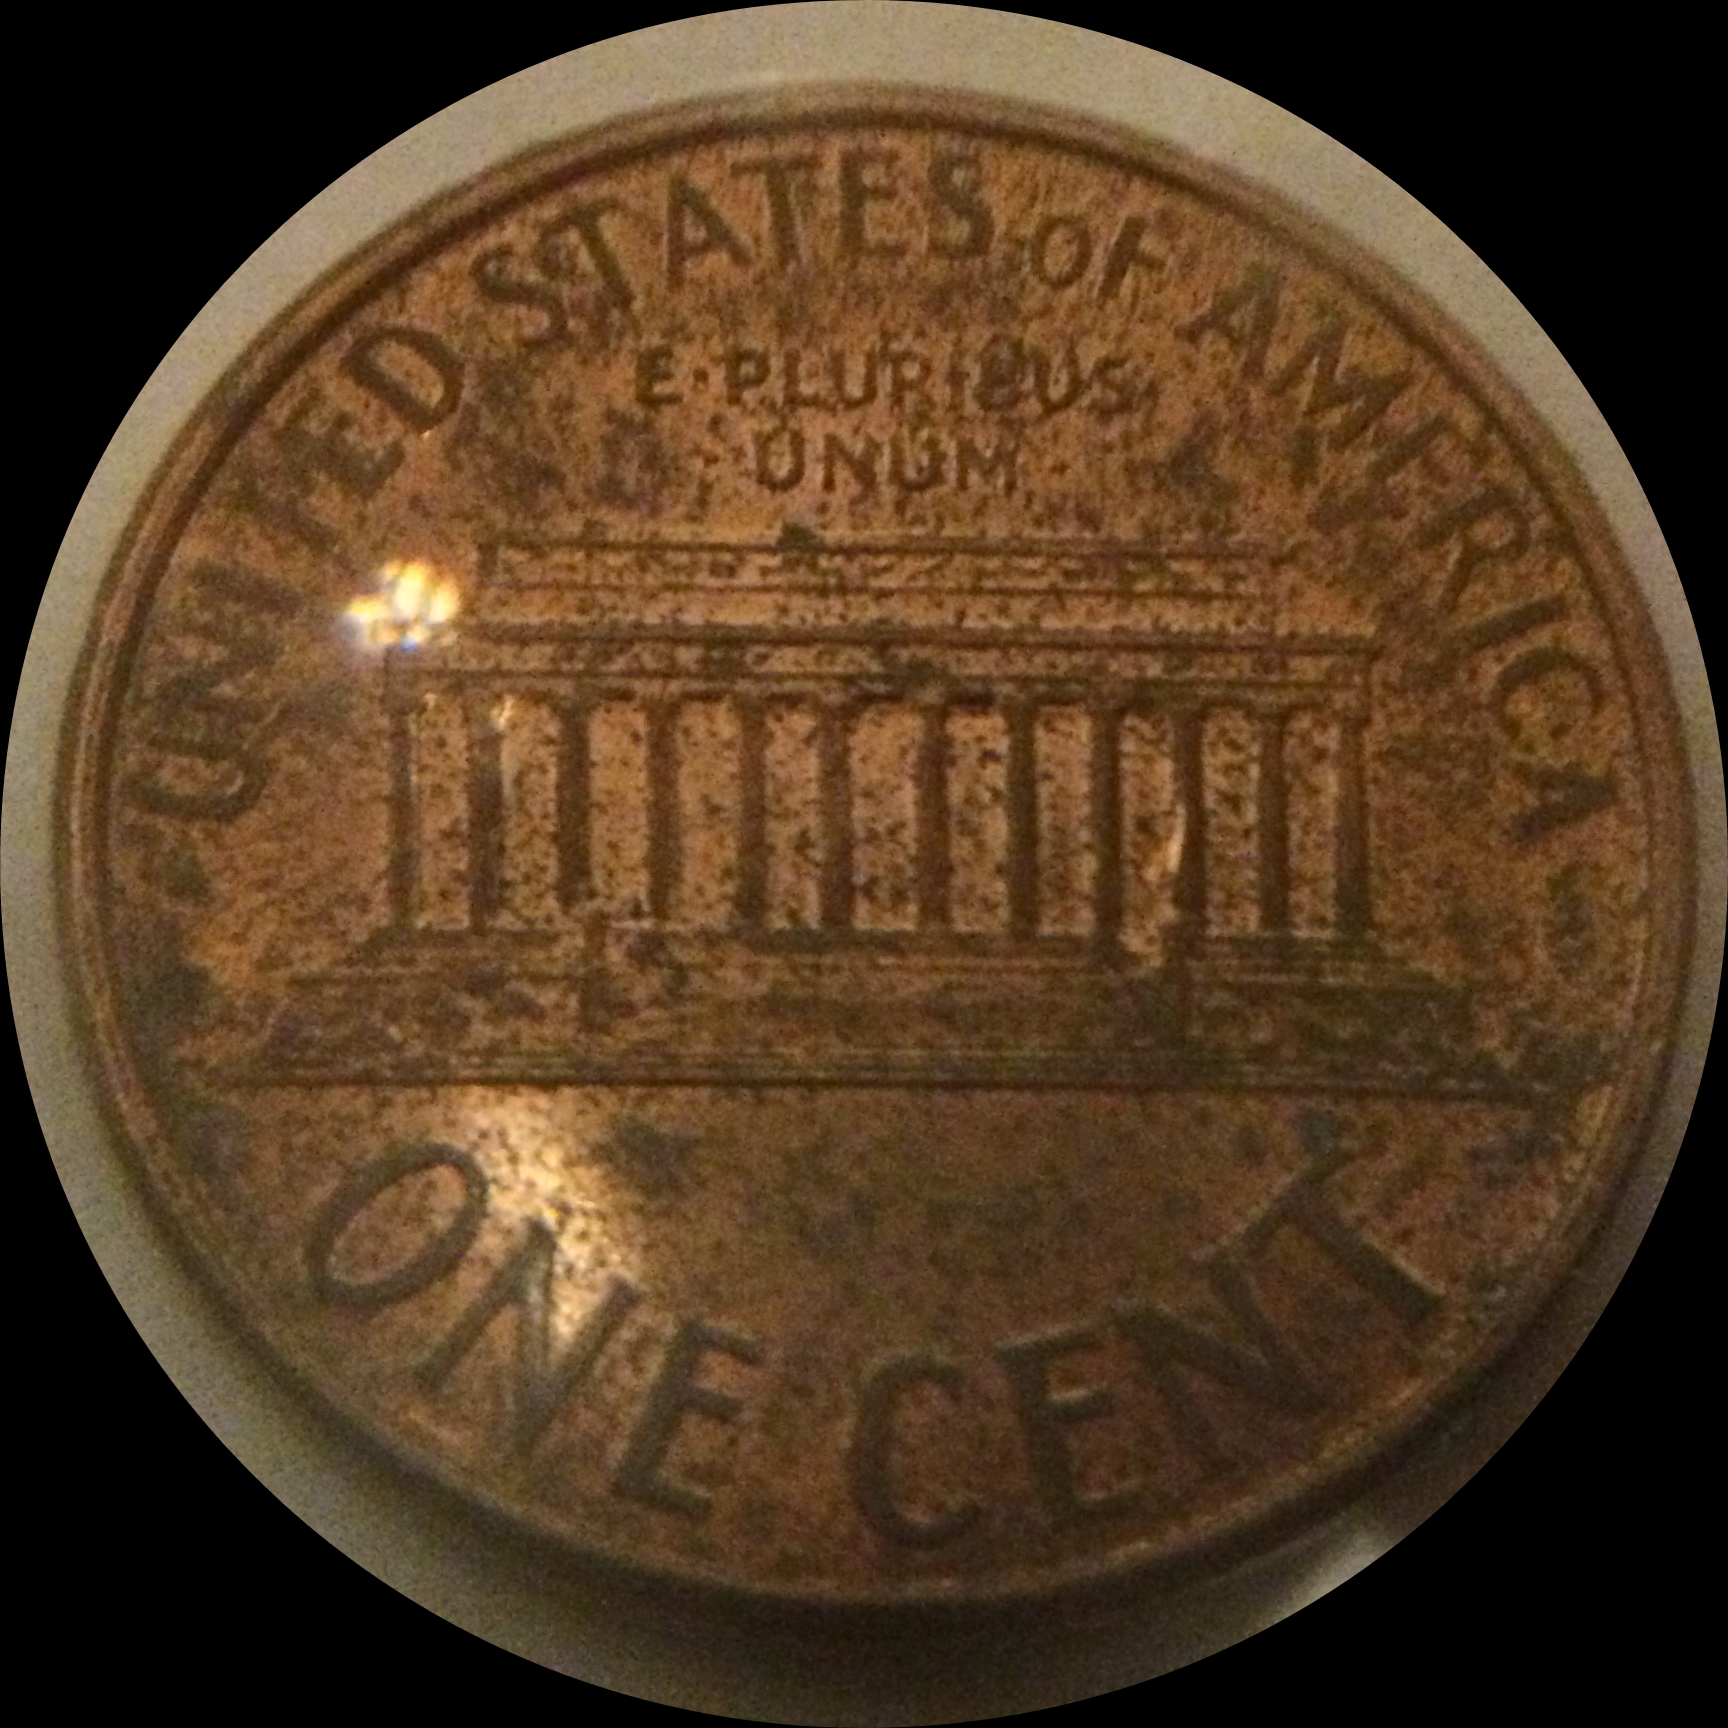 UNITED STATES OF AMERICA
E·PLURIBUS
UNUM
ONE CENT